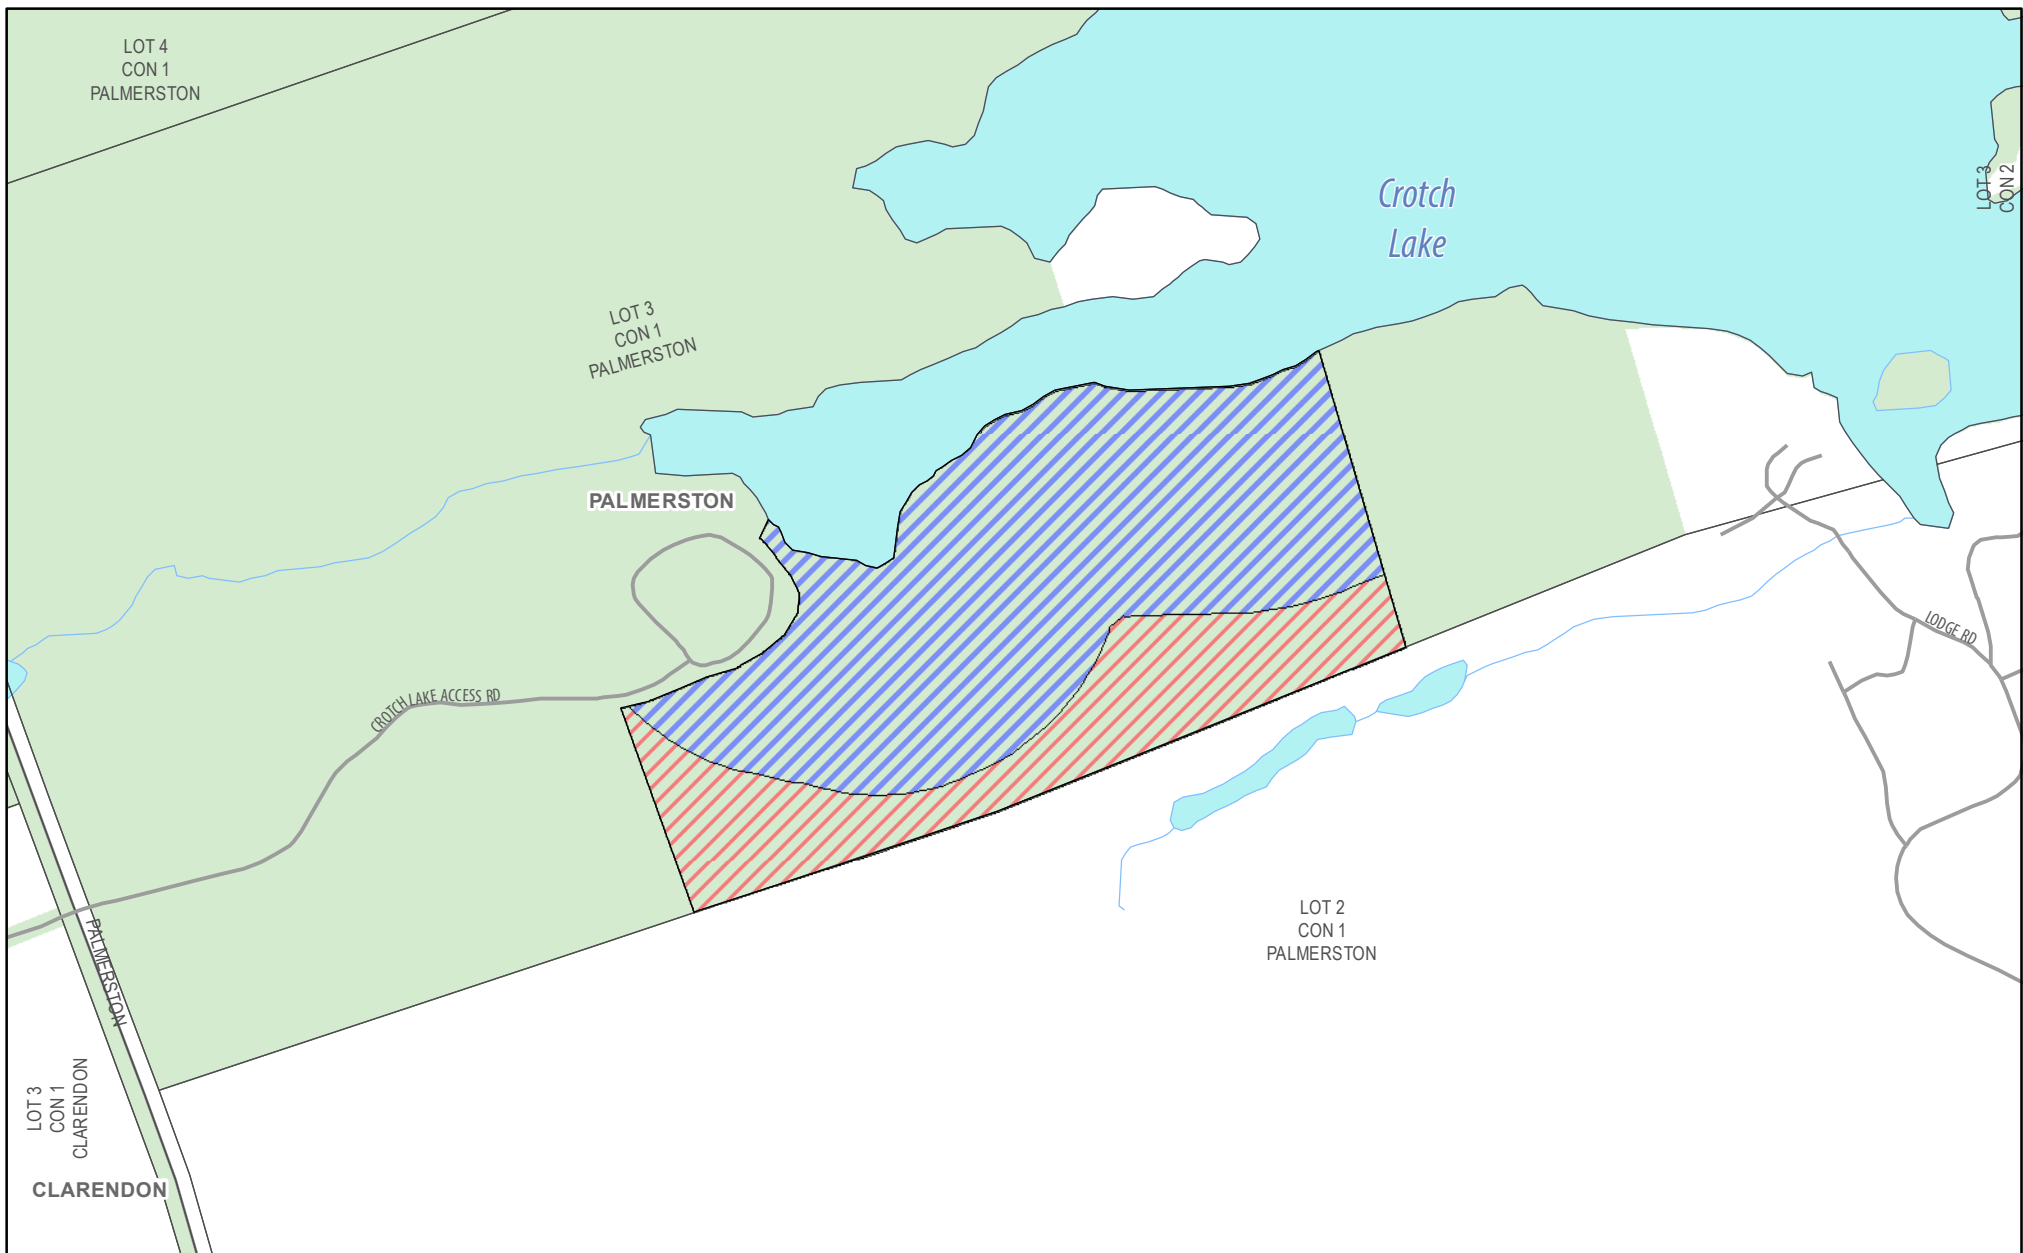 LOT 4
CON 1
PALMERSTON
Crotch
Lake
LOT 3
CON 2
LOT 3
CON 1
PALMERSTON
PALMERSTON
LODGE RD
CROTCH LAKE ACCESS RD
LOT 2
CON 1
PALMERSTON
PALMERSTON
LOT 3
CON 1
CLARENDON
CLARENDON